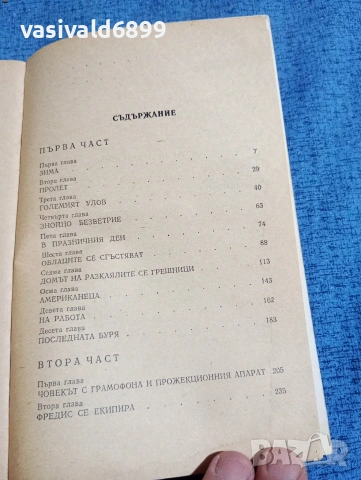 vasivald6899
СЪДЪРЖАНИЕ
ПЪРВА ЧАСТ
Първа глава
ЗИМА 7
Втора глава
ПРОЛЕТ 29
Трета глава
ГОЛЕМИЯТ УЛОВ 40
Четвърта глава
ЗНОЙНО БЕЗВЕТРИЕ 63
Пета глава
В ПРАЗНИЧНИЯ ДЕН 74
Шеста глава
ОБЛАЦИТЕ СЕ СГЪСТЯВАТ 88
Седма глава
ДОМЪТ НА РАЗКАЯЛИТЕ СЕ ГРЕШНИЦИ 113
Осма глава
АМЕРИКАНЕЦА 143
Девета глава
НА РАБОТА 162
Десета глава
ПОСЛЕДНАТА БУРЯ 183
ВТОРА ЧАСТ
Първа глава
ЧОВЕКЪТ С ГРАМОФОНА И ПРОЖЕКЦИОННИЯ АПАРАТ 205
Втора глава
ФРЕДИС СЕ ЕКИПИРА 235
BAZAR